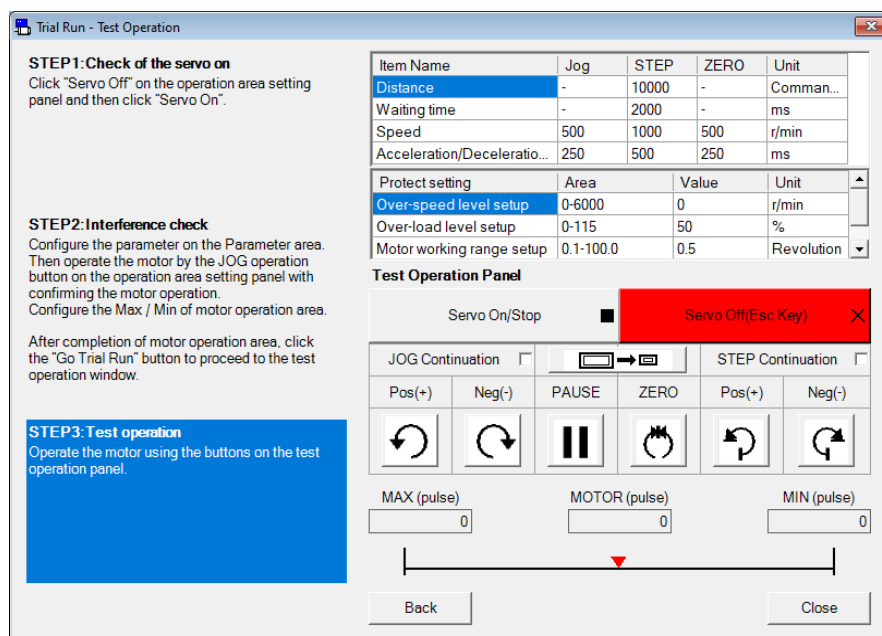 Trial Run - Test Operation
STEP1:Check of the servo on
Click "Servo Off" on the operation area setting
panel and then click "Servo On".
STEP2:Interference check
Configure the parameter on the Parameter area.
Then operate the motor by the JOG operation
button on the operation area setting panel with
confirming the motor operation.
Configure the Max / Min of motor operation area.
After completion of motor operation area, click
the "Go Trial Run" button to proceed to the test
operation window.
STEP3:Test operation
Operate the motor using the buttons on the test
operation panel.
Item Name Jog STEP ZERO Unit
Distance - 10000 - Comman...
Waiting time - 2000 - ms
Speed 500 1000 500 r/min
Acceleration/Deceleratio... 250 500 250 ms
Protect setting Area Value Unit
Over-speed level setup 0-6000 0 r/min
Over-load level setup 0-115 50 %
Motor working range setup 0.1-100.0 0.5 Revolution
Test Operation Panel
Servo On/Stop Servo Off(Esc Key)
JOG Continuation STEP Continuation
Pos(+) Neg(-) PAUSE ZERO Pos(+) Neg(-)
MAX (pulse) MOTOR (pulse) MIN (pulse)
0 0 0
Back Close